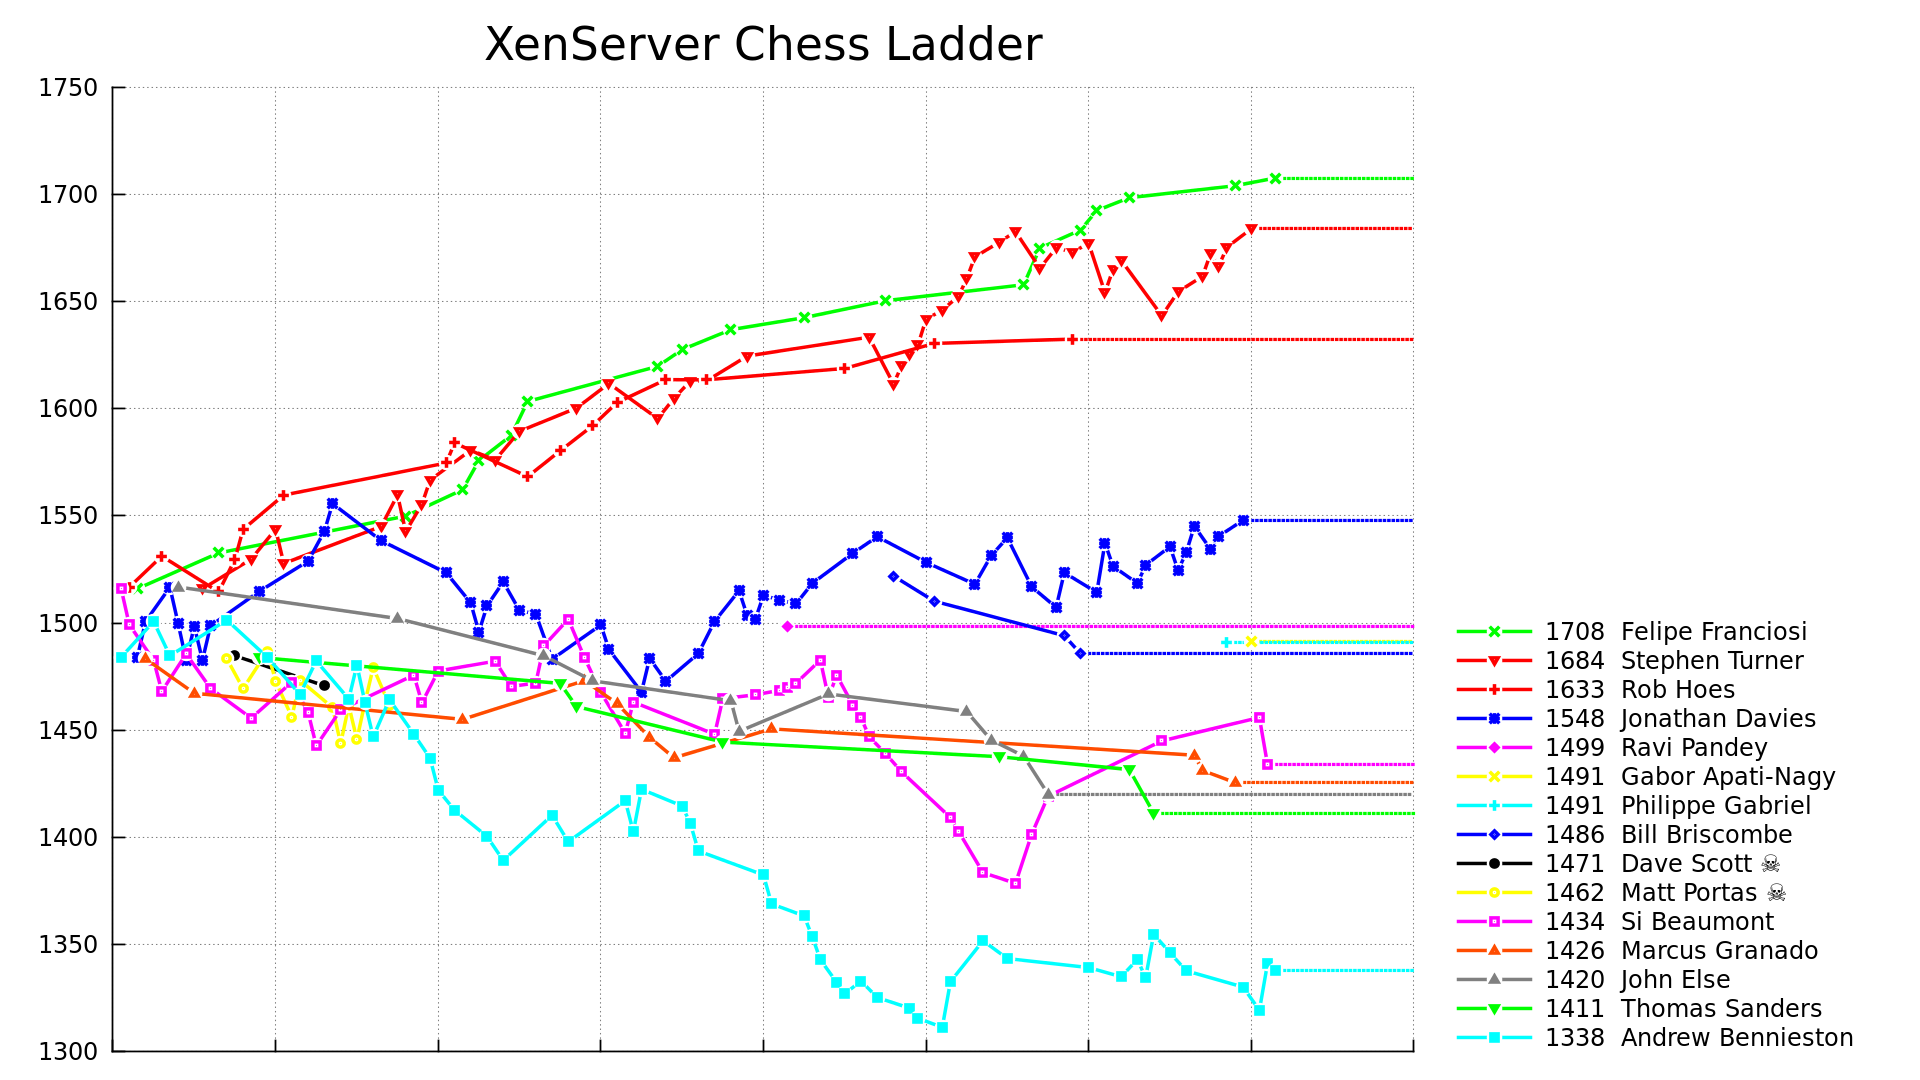 XenServer Chess Ladder
1750
1700
1650
1600
1550
1500
1450
1400
1350
1300
1708 Felipe Franciosi
1684 Stephen Turner
1633 Rob Hoes
1548 Jonathan Davies
1499 Ravi Pandey
1491 Gabor Apati-Nagy
1491 Philippe Gabriel
1486 Bill Briscombe
1471 Dave Scott ☠
1462 Matt Portas ☠
1434 Si Beaumont
1426 Marcus Granado
1420 John Else
1411 Thomas Sanders
1338 Andrew Bennieston